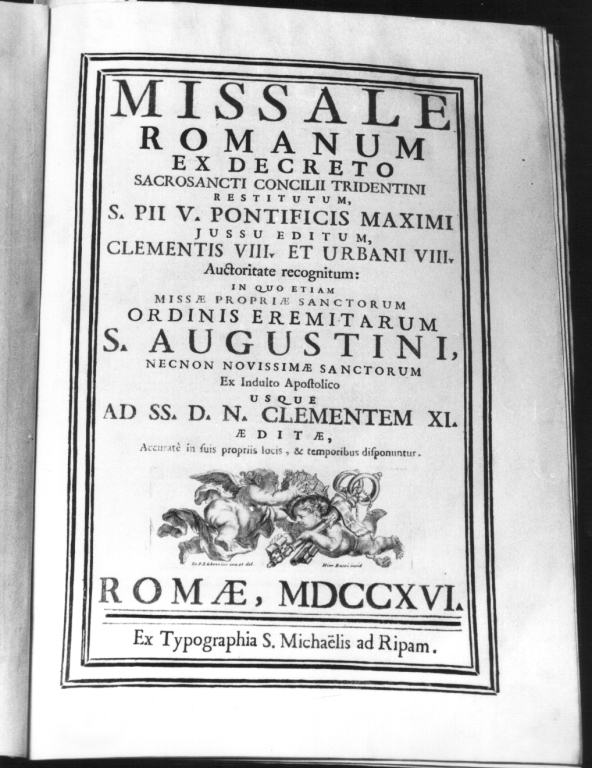 MISSALE
ROMANUM
EX DECRETO
SACROSANCTI CONCILII TRIDENTINI
RESTITUTUM,
S. PII V. PONTIFICIS MAXIMI
JUSSU EDITUM,
CLEMENTIS VIII. ET URBANI VIII.
Auctoritate recognitum:
IN QUO ETIAM
MISSÆ PROPRIÆ SANCTORUM
ORDINIS EREMITARUM
S. AUGUSTINI,
NECNON NOVISSIMÆ SANCTORUM
Ex Indulto Apoſtolico
USQUE
AD SS. D. N. CLEMENTEM XI.
ÆDITÆ,
Accuratè in ſuis propriis locis, & temporibus diſponuntur.
ROMÆ, MDCCXVI.
Ex Typographia S. Michaëlis ad Ripam.